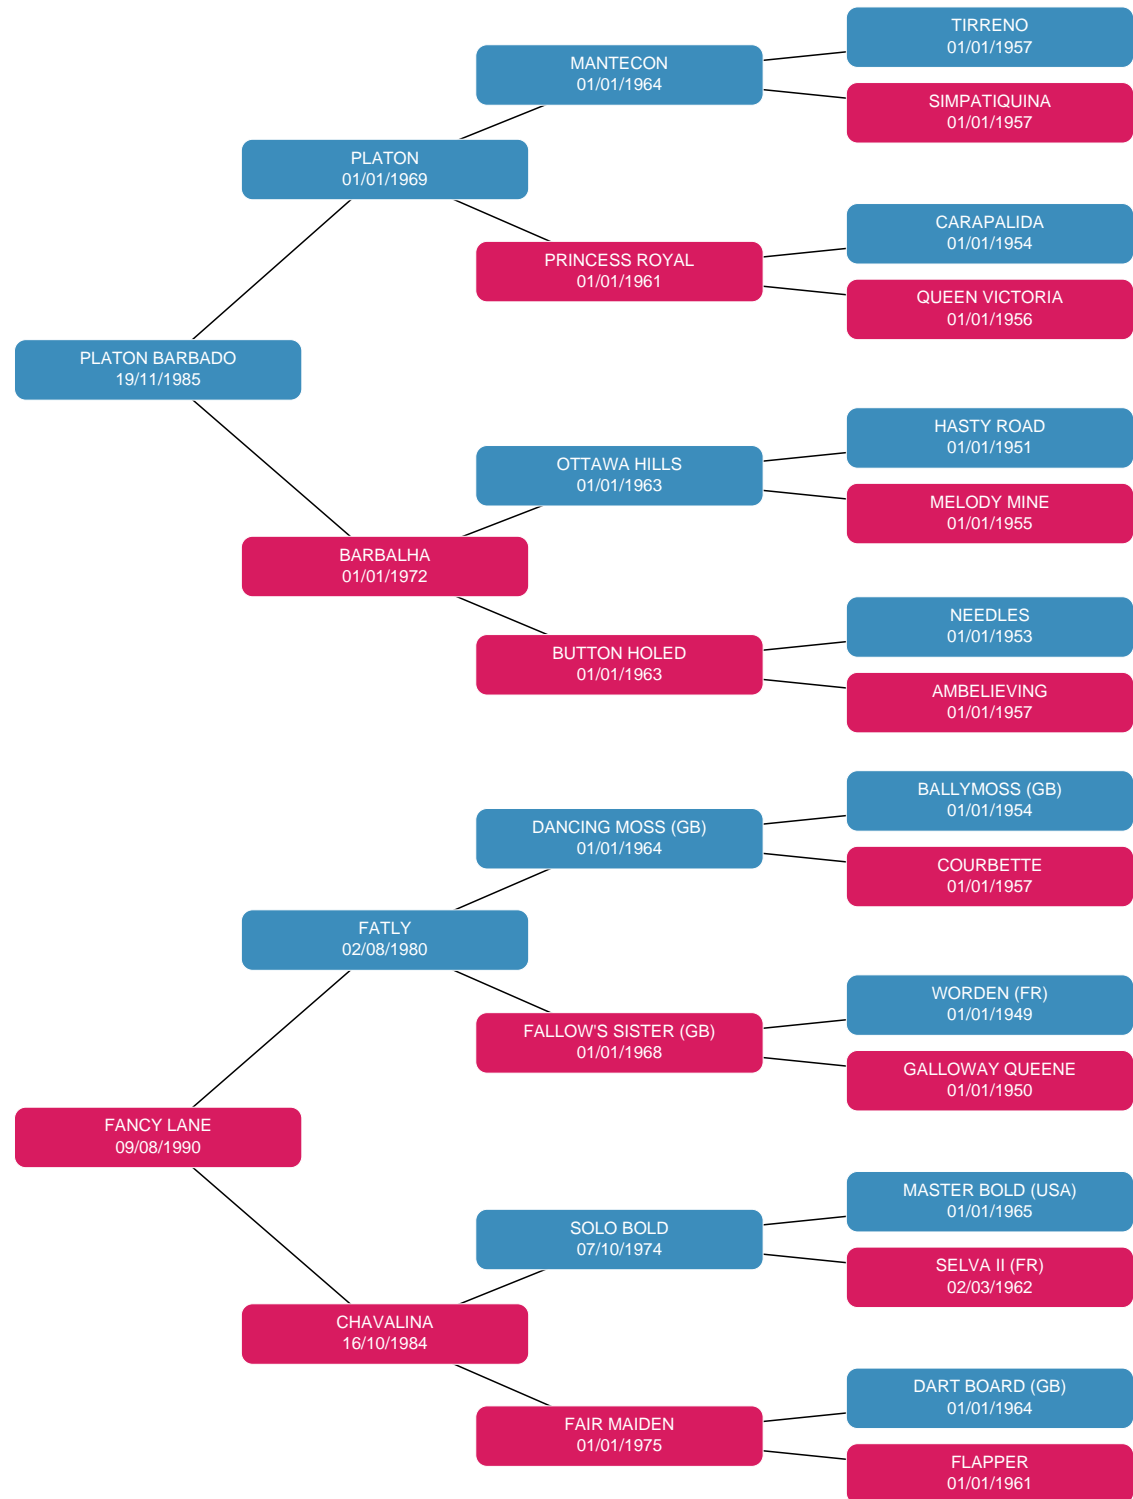 TIRRENO
01/01/1957
MANTECON
01/01/1964
SIMPATIQUINA
01/01/1957
PLATON
01/01/1969
CARAPALIDA
01/01/1954
PRINCESS ROYAL
01/01/1961
QUEEN VICTORIA
01/01/1956
PLATON BARBADO
19/11/1985
HASTY ROAD
01/01/1951
OTTAWA HILLS
01/01/1963
MELODY MINE
01/01/1955
BARBALHA
01/01/1972
NEEDLES
01/01/1953
BUTTON HOLED
01/01/1963
AMBELIEVING
01/01/1957
BALLYMOSS (GB)
01/01/1954
DANCING MOSS (GB)
01/01/1964
COURBETTE
01/01/1957
FATLY
02/08/1980
WORDEN (FR)
01/01/1949
FALLOW'S SISTER (GB)
01/01/1968
GALLOWAY QUEENE
01/01/1950
FANCY LANE
09/08/1990
MASTER BOLD (USA)
01/01/1965
SOLO BOLD
07/10/1974
SELVA II (FR)
02/03/1962
CHAVALINA
16/10/1984
DART BOARD (GB)
01/01/1964
FAIR MAIDEN
01/01/1975
FLAPPER
01/01/1961